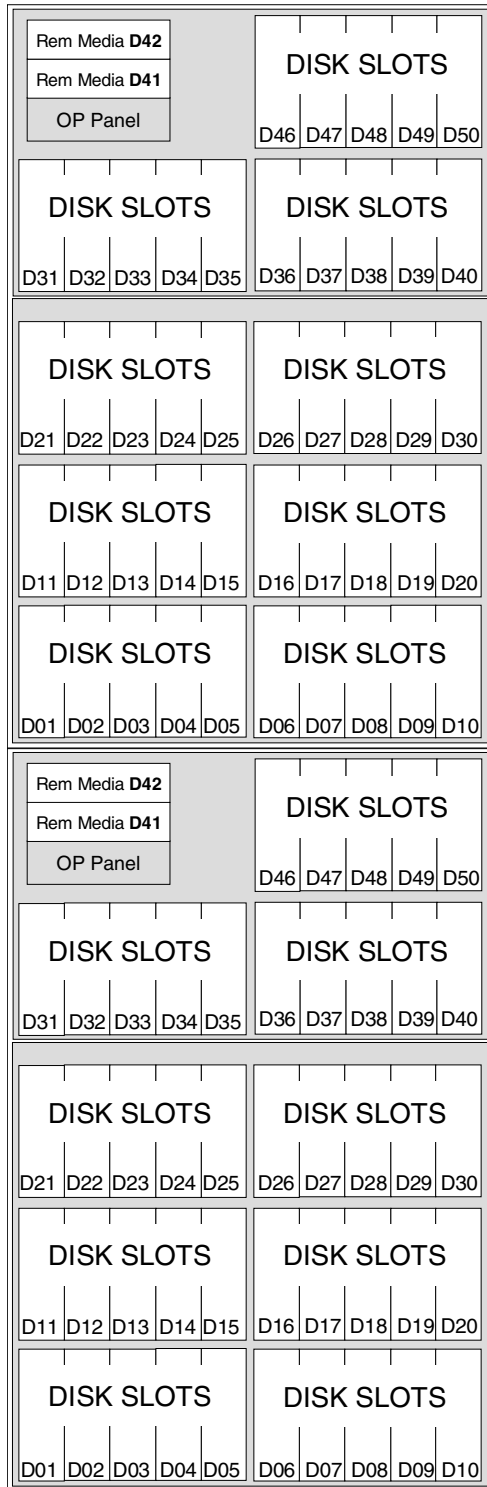 Rem Media D42
Rem Media D41
OP Panel
DISK SLOTS
D46 D47 D48 D49 D50
DISK SLOTS
D31 D32 D33 D34 D35
DISK SLOTS
D36 D37 D38 D39 D40
DISK SLOTS
D21 D22 D23 D24 D25
DISK SLOTS
D26 D27 D28 D29 D30
DISK SLOTS
D11 D12 D13 D14 D15
DISK SLOTS
D16 D17 D18 D19 D20
DISK SLOTS
D01 D02 D03 D04 D05
DISK SLOTS
D06 D07 D08 D09 D10
Rem Media D42
Rem Media D41
OP Panel
DISK SLOTS
D46 D47 D48 D49 D50
DISK SLOTS
D31 D32 D33 D34 D35
DISK SLOTS
D36 D37 D38 D39 D40
DISK SLOTS
D21 D22 D23 D24 D25
DISK SLOTS
D26 D27 D28 D29 D30
DISK SLOTS
D11 D12 D13 D14 D15
DISK SLOTS
D16 D17 D18 D19 D20
DISK SLOTS
D01 D02 D03 D04 D05
DISK SLOTS
D06 D07 D08 D09 D10